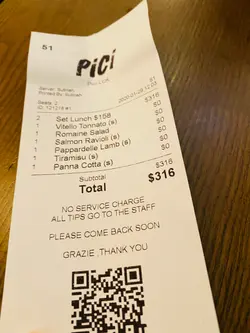 51
PiCi
Server: Sukhah
Seats: 2
2 Set Lunch $158 $316
1 Vitello Tonnato (s) $0
1 Romaine Salad $0
1 Salmon Ravioli (s) $0
1 Pappardelle Lamb (s) $0
1 Tiramisu (s) $0
1 Panna Cotta (s) $0
Subtotal $316
Total $316
NO SERVICE CHARGE
ALL TIPS GO TO THE STAFF
PLEASE COME BACK SOON
GRAZIE ,THANK YOU